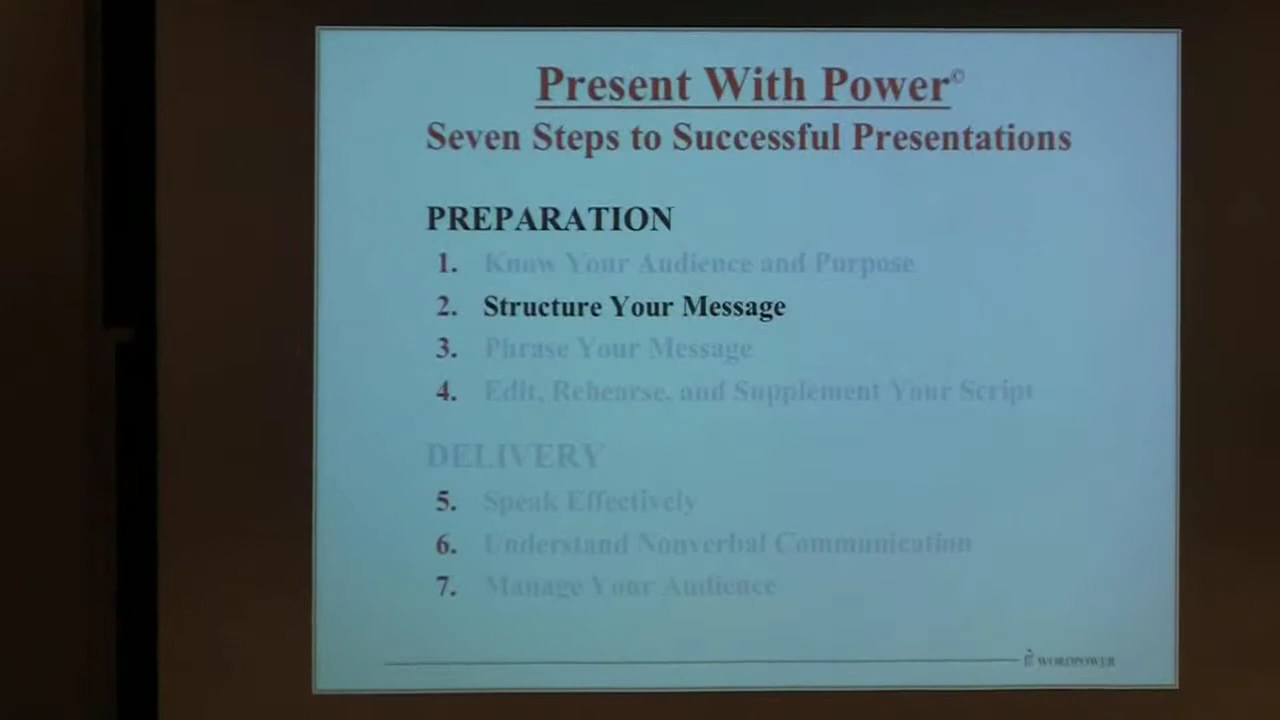 Present With Power©
Seven Steps to Successful Presentations
PREPARATION
1. Know Your Audience and Purpose
2. Structure Your Message
3. Phrase Your Message
4. Edit, Rehearse, and Supplement Your Script
DELIVERY
5. Speak Effectively
6. Understand Nonverbal Communication
7. Manage Your Audience
WORDPOWER